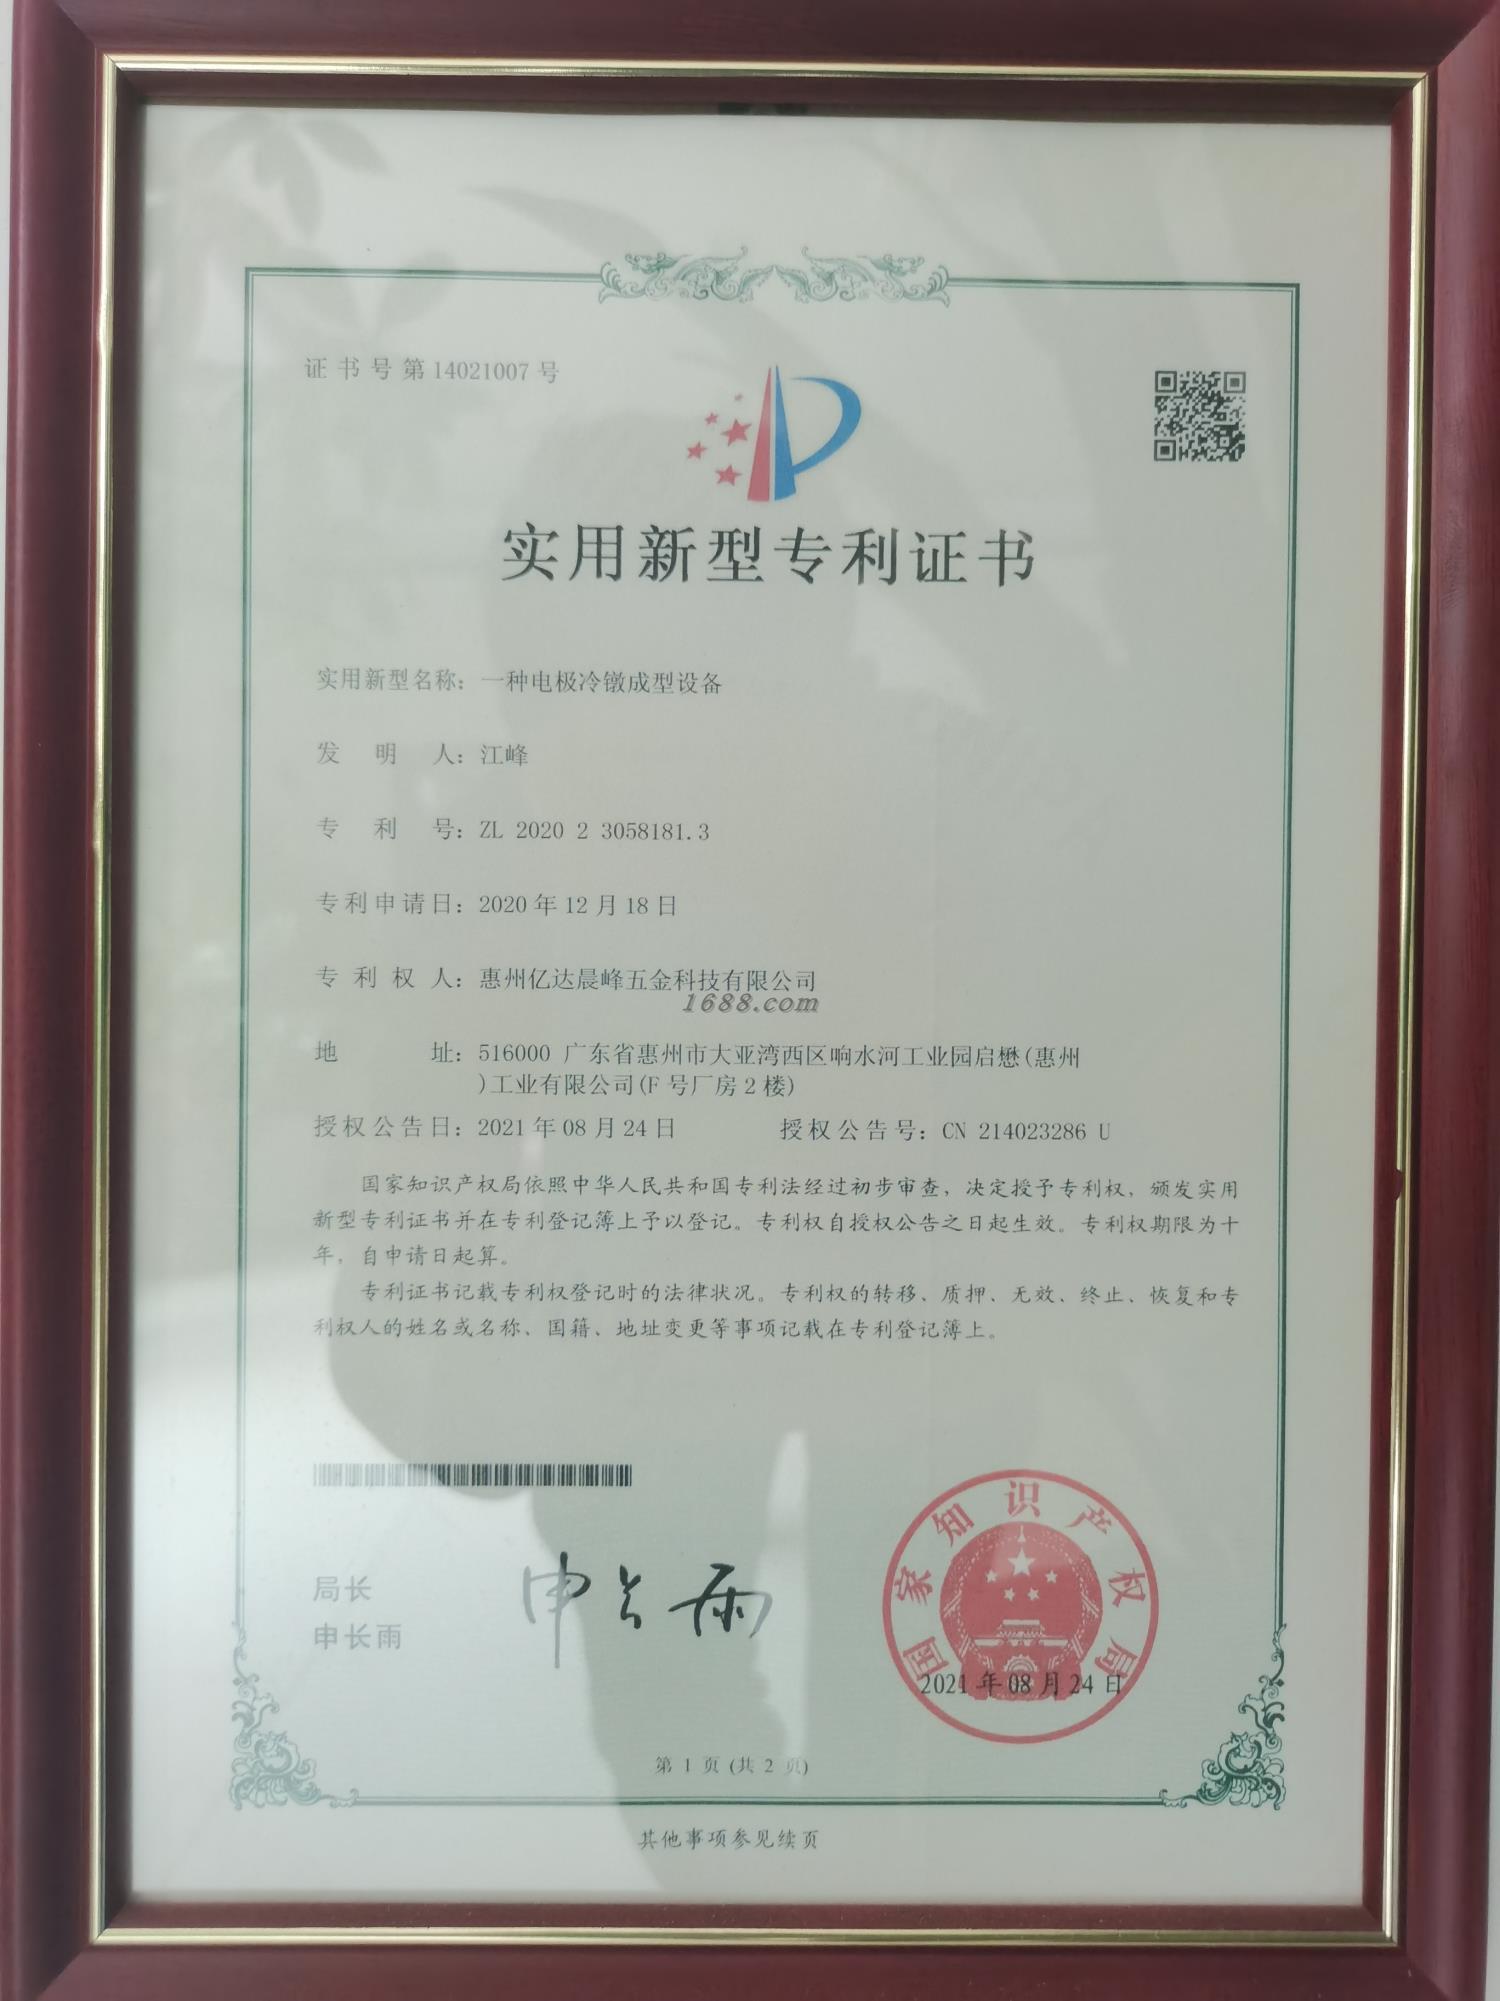 证书号第14021007号
实用新型专利证书
实用新型名称：一种电极冷镦成型设备
发明人：江峰
专利号：ZL 2020 2 3058181.3
专利申请日：2020年12月18日
专利权人：惠州亿达晨峰五金科技有限公司
1688.com
地址：516000 广东省惠州市大亚湾西区响水河工业园启懋(惠州
)工业有限公司(F号厂房2楼)
授权公告日：2021年08月24日 授权公告号：CN 214023286 U
国家知识产权局依照中华人民共和国专利法经过初步审查，决定授予专利权，颁发实用
新型专利证书并在专利登记簿上予以登记。专利权自授权公告之日起生效。专利权期限为十
年，自申请日起算。
专利证书记载专利权登记时的法律状况。专利权的转移、质押、无效、终止、恢复和专
利权人的姓名或名称、国籍、地址变更等事项记载在专利登记簿上。
局长
申长雨
申长雨
国家知识产权局
2021年08月24日
第 1 页 (共 2 页)
其他事项参见续页